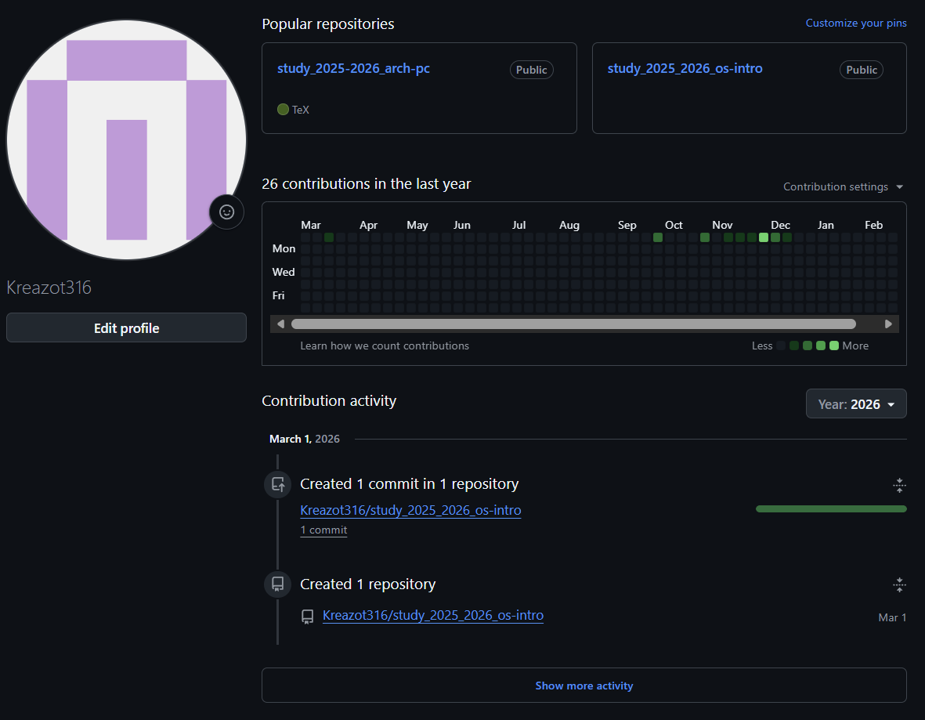 Kreazot316
Edit profile
Popular repositories
Customize your pins
study_2025-2026_arch-pc
Public
TeX
study_2025_2026_os-intro
Public
26 contributions in the last year
Contribution settings
Mar Apr May Jun Jul Aug Sep Oct Nov Dec Jan Feb
Mon
Wed
Fri
Learn how we count contributions
Less More
Contribution activity
Year: 2026
March 1, 2026
Created 1 commit in 1 repository
Kreazot316/study_2025_2026_os-intro
1 commit
Created 1 repository
Kreazot316/study_2025_2026_os-intro
Mar 1
Show more activity